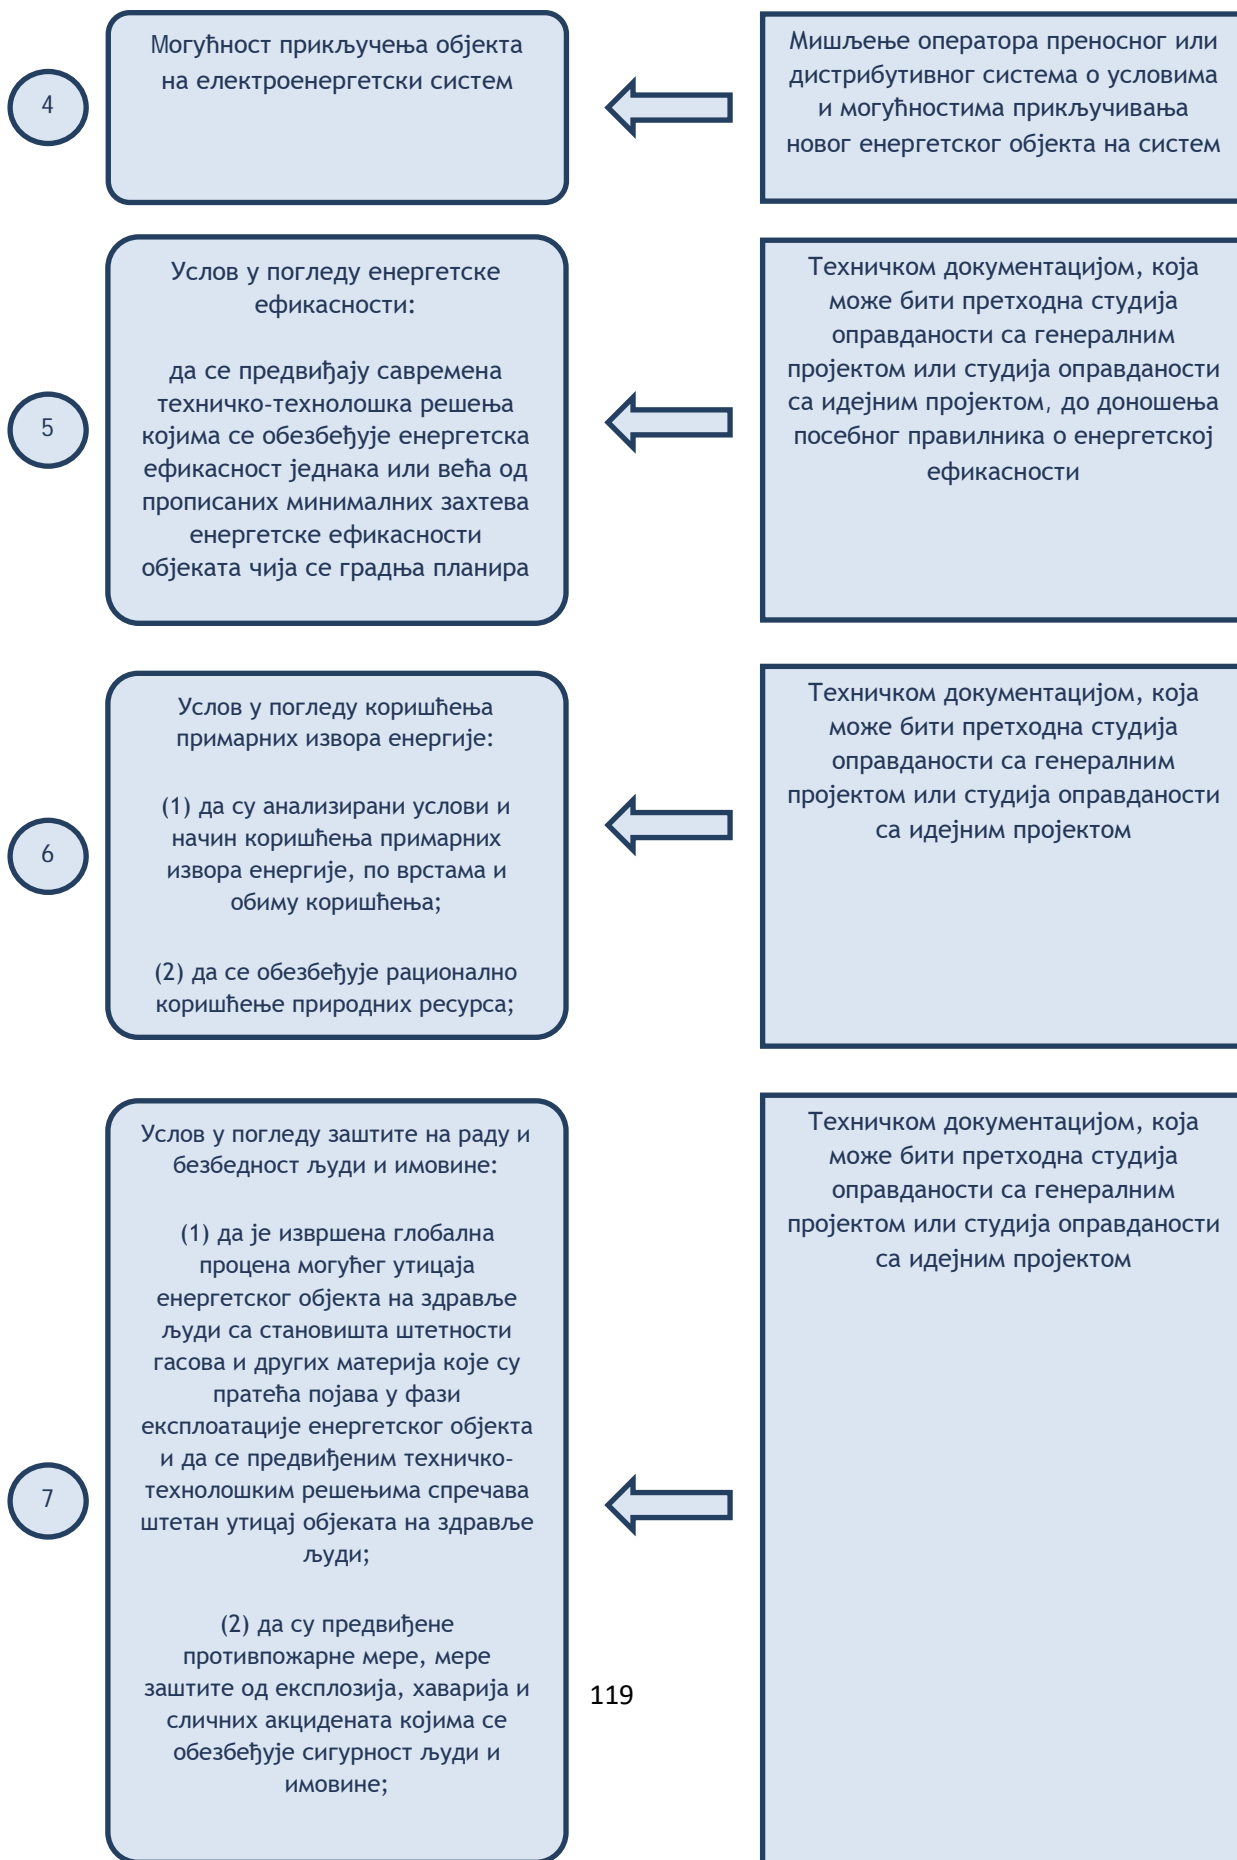 4
Могућност прикључења објекта
на електроенергетски систем
Мишљење оператора преносног или
дистрибутивног система о условима
и могућностима прикључивања
новог енергетског објекта на систем
5
Услов у погледу енергетске
ефикасности:
да се предвиђају савремена
техничко-технолошка решења
којима се обезбеђује енергетска
ефикасност једнака или већа од
прописаних минималних захтева
енергетске ефикасности
објеката чија се градња планира
Техничком документацијом, која
може бити претходна студија
оправданости са генералним
пројектом или студија оправданости
са идејним пројектом, до доношења
посебног правилника о енергетској
ефикасности
6
Услов у погледу коришћења
примарних извора енергије:
(1) да су анализирани услови и
начин коришћења примарних
извора енергије, по врстама и
обиму коришћења;
(2) да се обезбеђује рационално
коришћење природних ресурса;
Техничком документацијом, која
може бити претходна студија
оправданости са генералним
пројектом или студија оправданости
са идејним пројектом
7
Услов у погледу заштите на раду и
безбедност људи и имовине:
(1) да је извршена глобална
процена могућег утицаја
енергетског објекта на здравље
људи са становишта штетности
гасова и других материја које су
пратећа појава у фази
експлоатације енергетског објекта
и да се предвиђеним техничко-
технолошким решењима спречава
штетан утицај објеката на здравље
људи;
(2) да су предвиђене
противпожарне мере, мере
заштите од експлозија, хаварија и
сличних акцидената којима се
обезбеђује сигурност људи и
имовине;
Техничком документацијом, која
може бити претходна студија
оправданости са генералним
пројектом или студија оправданости
са идејним пројектом
119